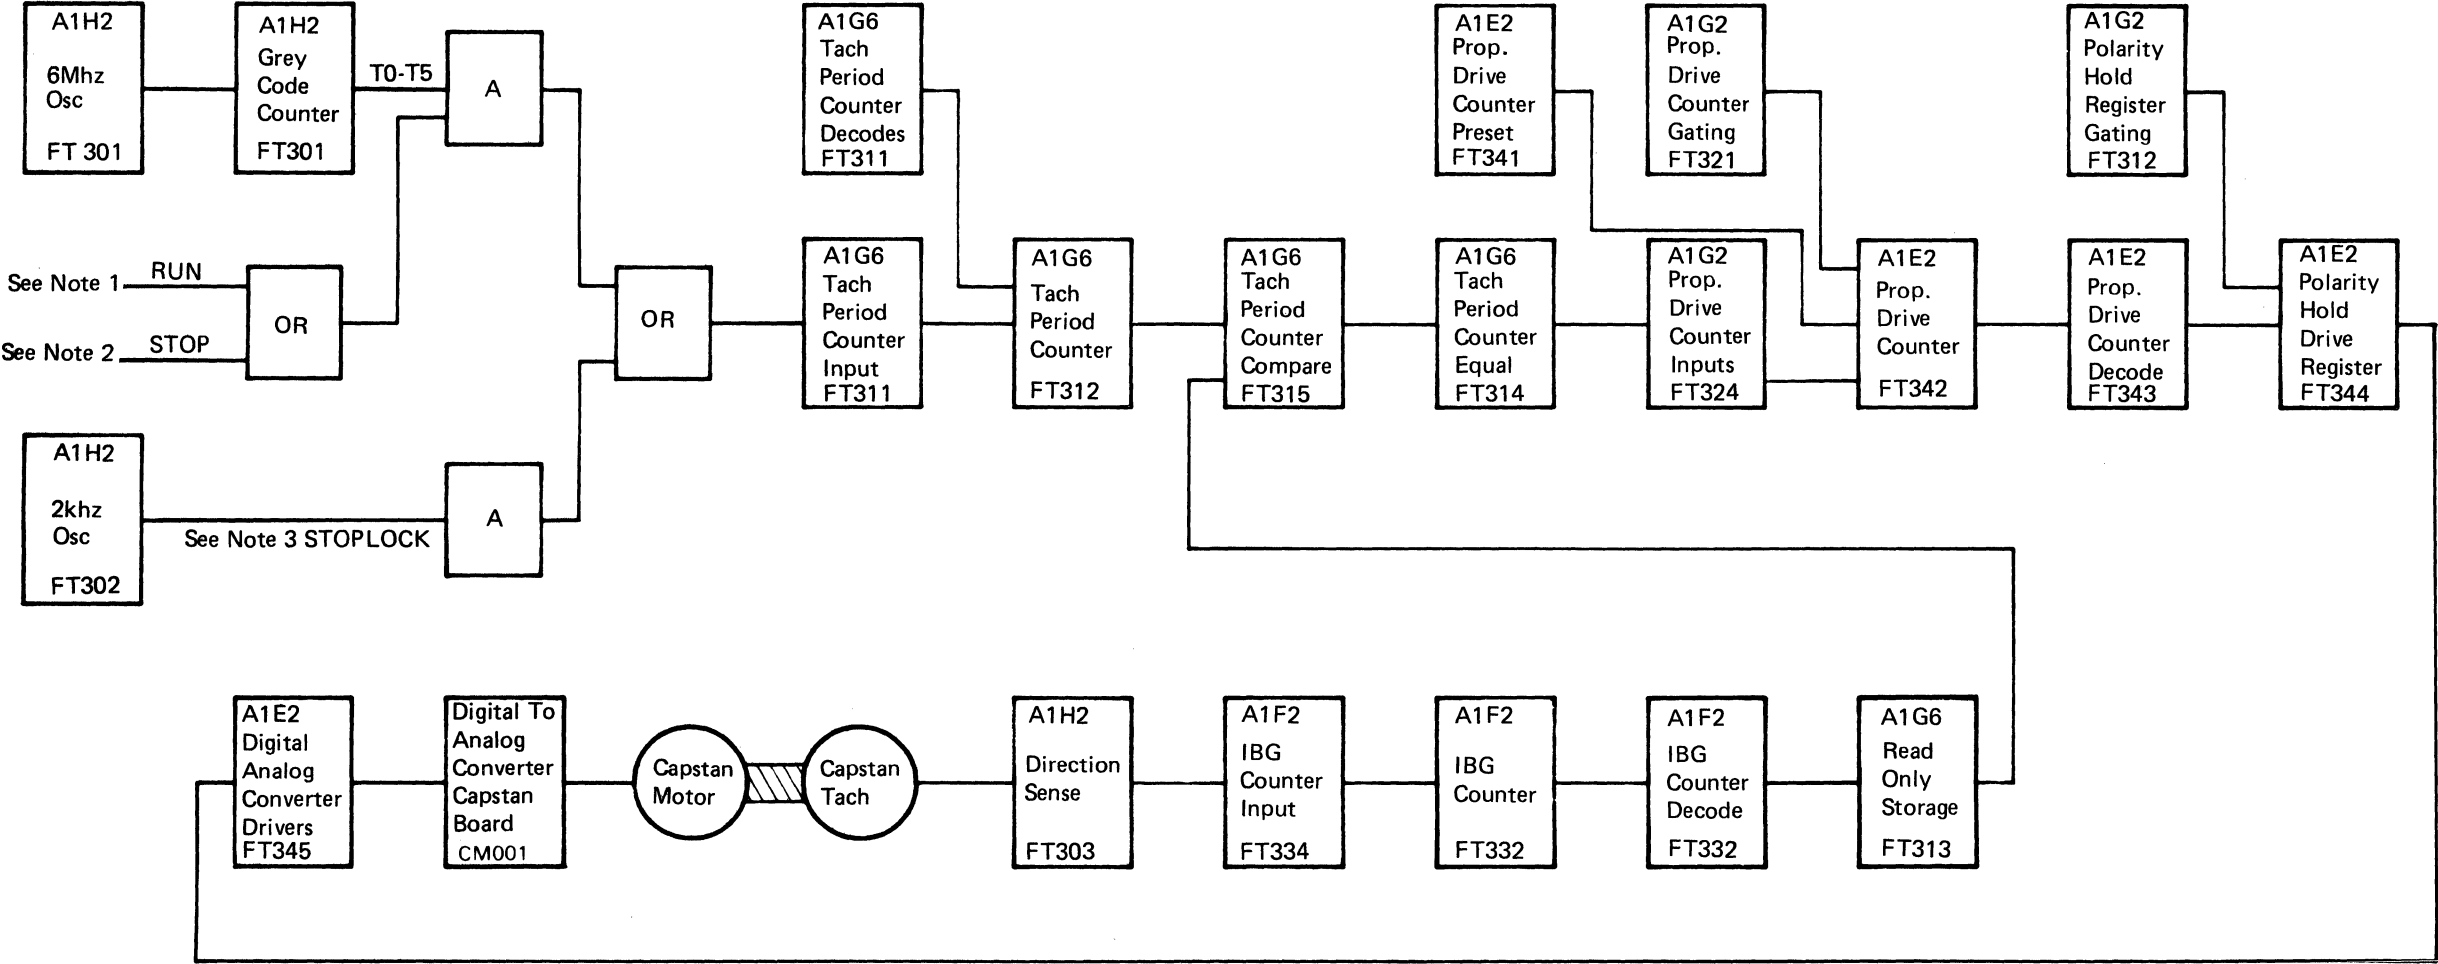 A1H2
6Mhz
Osc
FT 301
A1H2
Grey
Code
Counter
FT301
T0-T5
A
See Note 1
RUN
See Note 2
STOP
OR
A1H2
2khz
Osc
FT302
See Note 3 STOPLOCK
A
OR
A1G6
Tach
Period
Counter
Decodes
FT311
A1G6
Tach
Period
Counter
Input
FT311
A1G6
Tach
Period
Counter
FT312
A1G6
Tach
Period
Counter
Compare
FT315
A1E2
Prop.
Drive
Counter
Preset
FT341
A1G6
Tach
Period
Counter
Equal
FT314
A1G2
Prop.
Drive
Counter
Gating
FT321
A1G2
Prop.
Drive
Counter
Inputs
FT324
A1E2
Prop.
Drive
Counter
FT342
A1G2
Polarity
Hold
Register
Gating
FT312
A1E2
Prop.
Drive
Counter
Decode
FT343
A1E2
Polarity
Hold
Drive
Register
FT344
A1E2
Digital
Analog
Converter
Drivers
FT345
Digital To
Analog
Converter
Capstan
Board
CM001
Capstan
Motor
Capstan
Tach
A1H2
Direction
Sense
FT303
A1F2
IBG
Counter
Input
FT334
A1F2
IBG
Counter
FT332
A1F2
IBG
Counter
Decode
FT332
A1G6
Read
Only
Storage
FT313